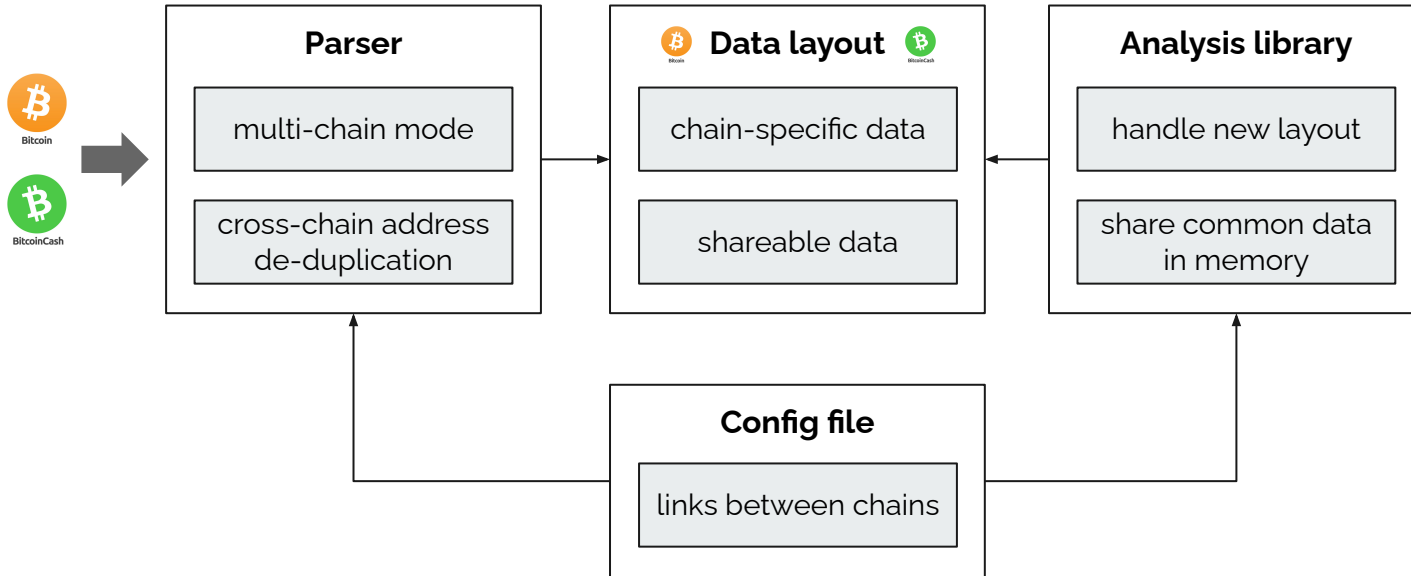 Parser
multi-chain mode
cross-chain address
de-duplication
Bitcoin
BitcoinCash
Data layout
Bitcoin
BitcoinCash
chain-specific data
shareable data
Analysis library
handle new layout
share common data
in memory
Config file
links between chains